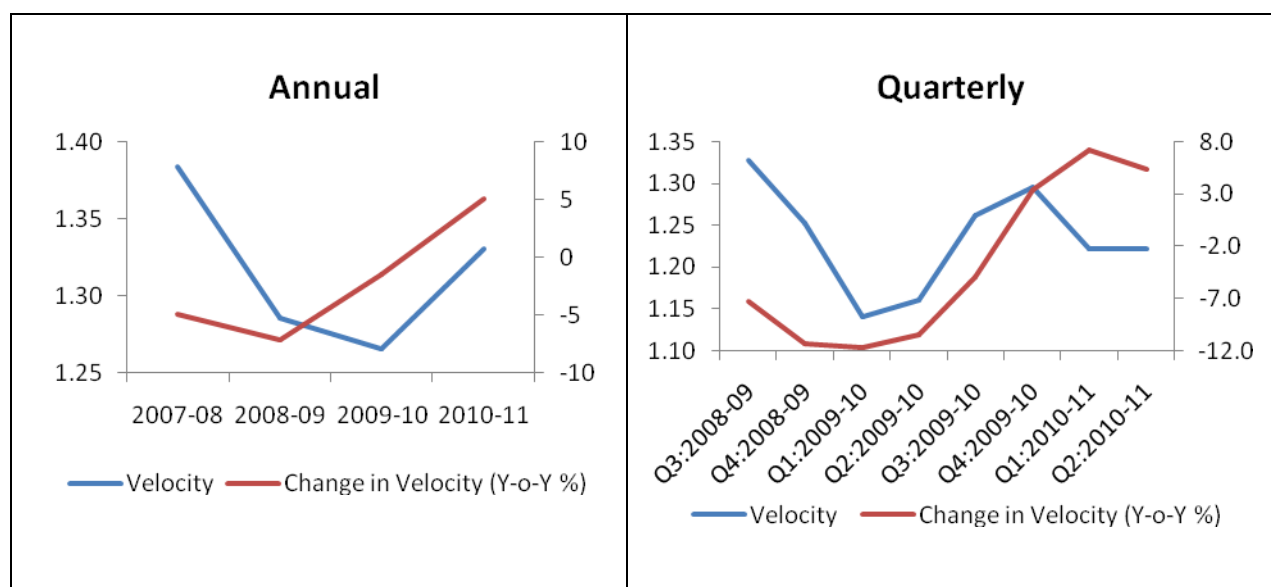 Annual
1.40
1.35
1.30
1.25
10
5
0
-5
-10
2007-08 2008-09 2009-10 2010-11
Velocity Change in Velocity (Y-o-Y %)
Quarterly
1.35
1.30
1.25
1.20
1.15
1.10
8.0
3.0
-2.0
-7.0
-12.0
Q3:2008-09
Q4:2008-09
Q1:2009-10
Q2:2009-10
Q3:2009-10
Q4:2009-10
Q1:2010-11
Q2:2010-11
Velocity Change in Velocity (Y-o-Y %)